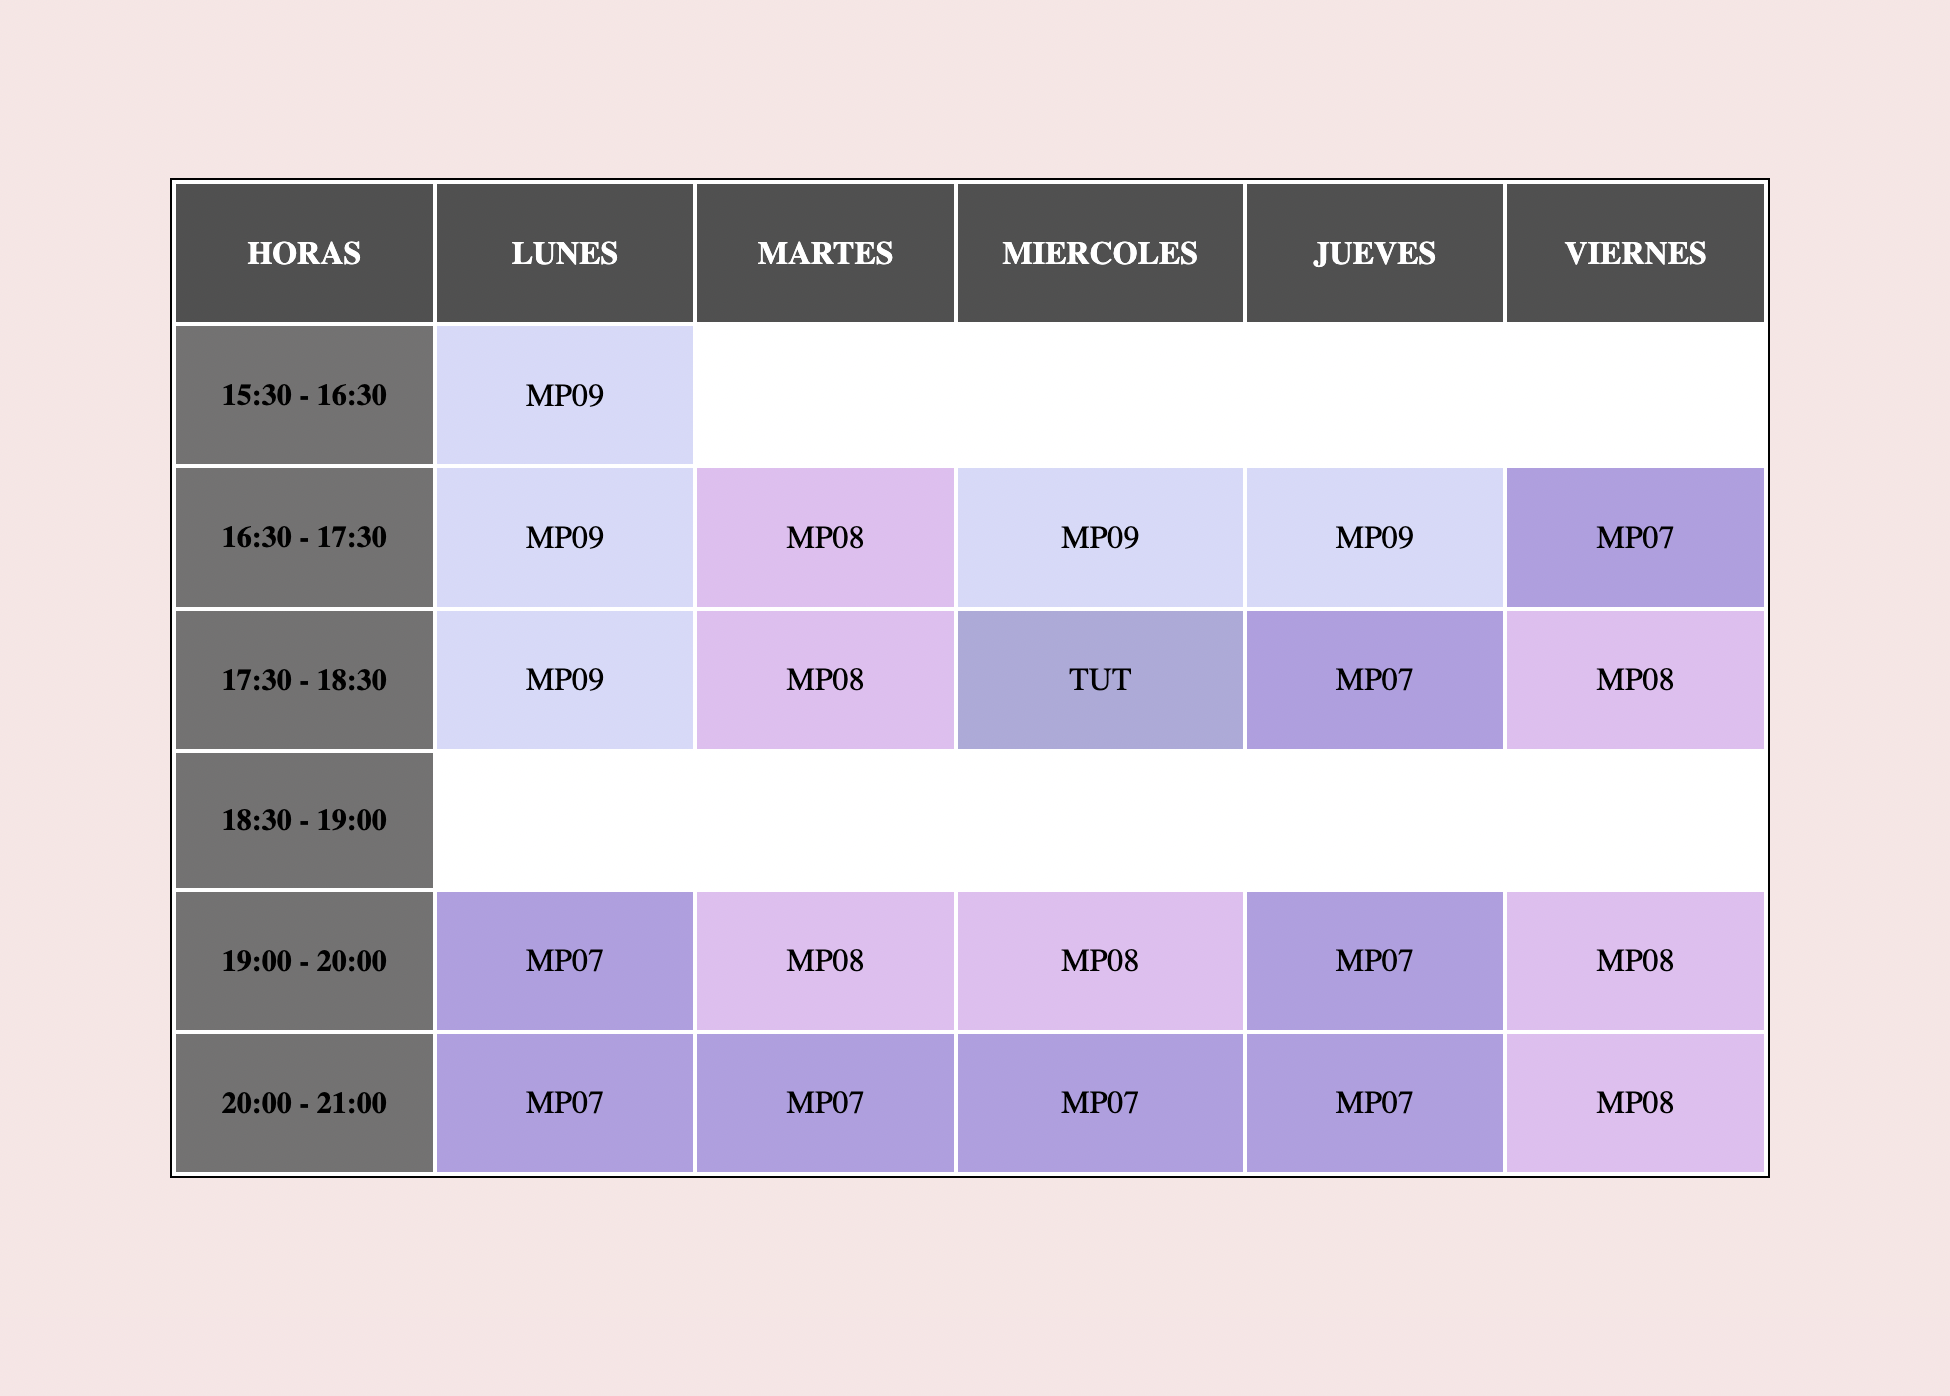 HORAS LUNES MARTES MIERCOLES JUEVES VIERNES
15:30 - 16:30 MP09
16:30 - 17:30 MP09 MP08 MP09 MP09 MP07
17:30 - 18:30 MP09 MP08 TUT MP07 MP08
18:30 - 19:00
19:00 - 20:00 MP07 MP08 MP08 MP07 MP08
20:00 - 21:00 MP07 MP07 MP07 MP07 MP08